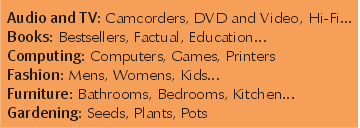 Audio and TV: Camcorders, DVD and Video, Hi-Fi...
Books: Bestsellers, Factual, Education...
Computing: Computers, Games, Printers
Fashion: Mens, Womens, Kids...
Furniture: Bathrooms, Bedrooms, Kitchen...
Gardening: Seeds, Plants, Pots